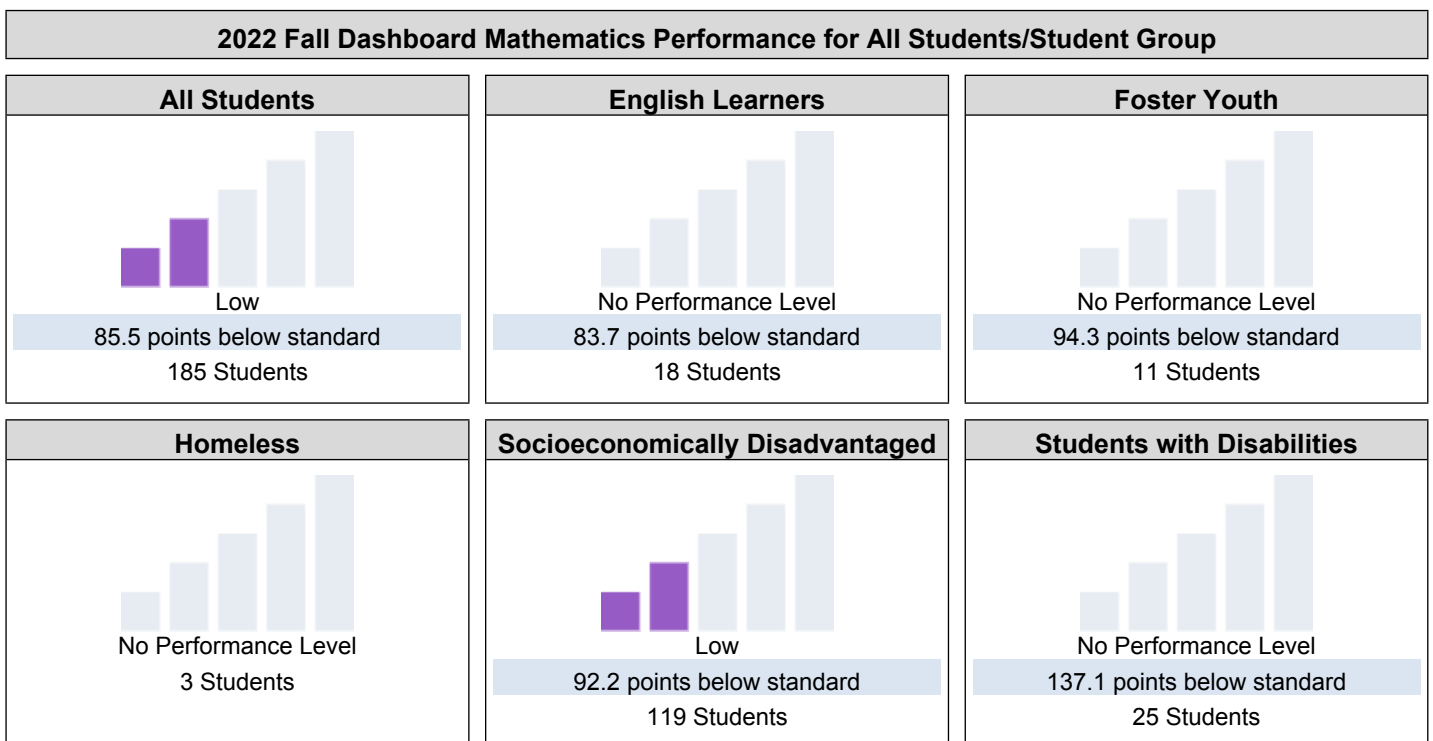 2022 Fall Dashboard Mathematics Performance for All Students/Student Group
All Students
Low
85.5 points below standard
185 Students
English Learners
No Performance Level
83.7 points below standard
18 Students
Foster Youth
No Performance Level
94.3 points below standard
11 Students
Homeless
No Performance Level
3 Students
Socioeconomically Disadvantaged
Low
92.2 points below standard
119 Students
Students with Disabilities
No Performance Level
137.1 points below standard
25 Students